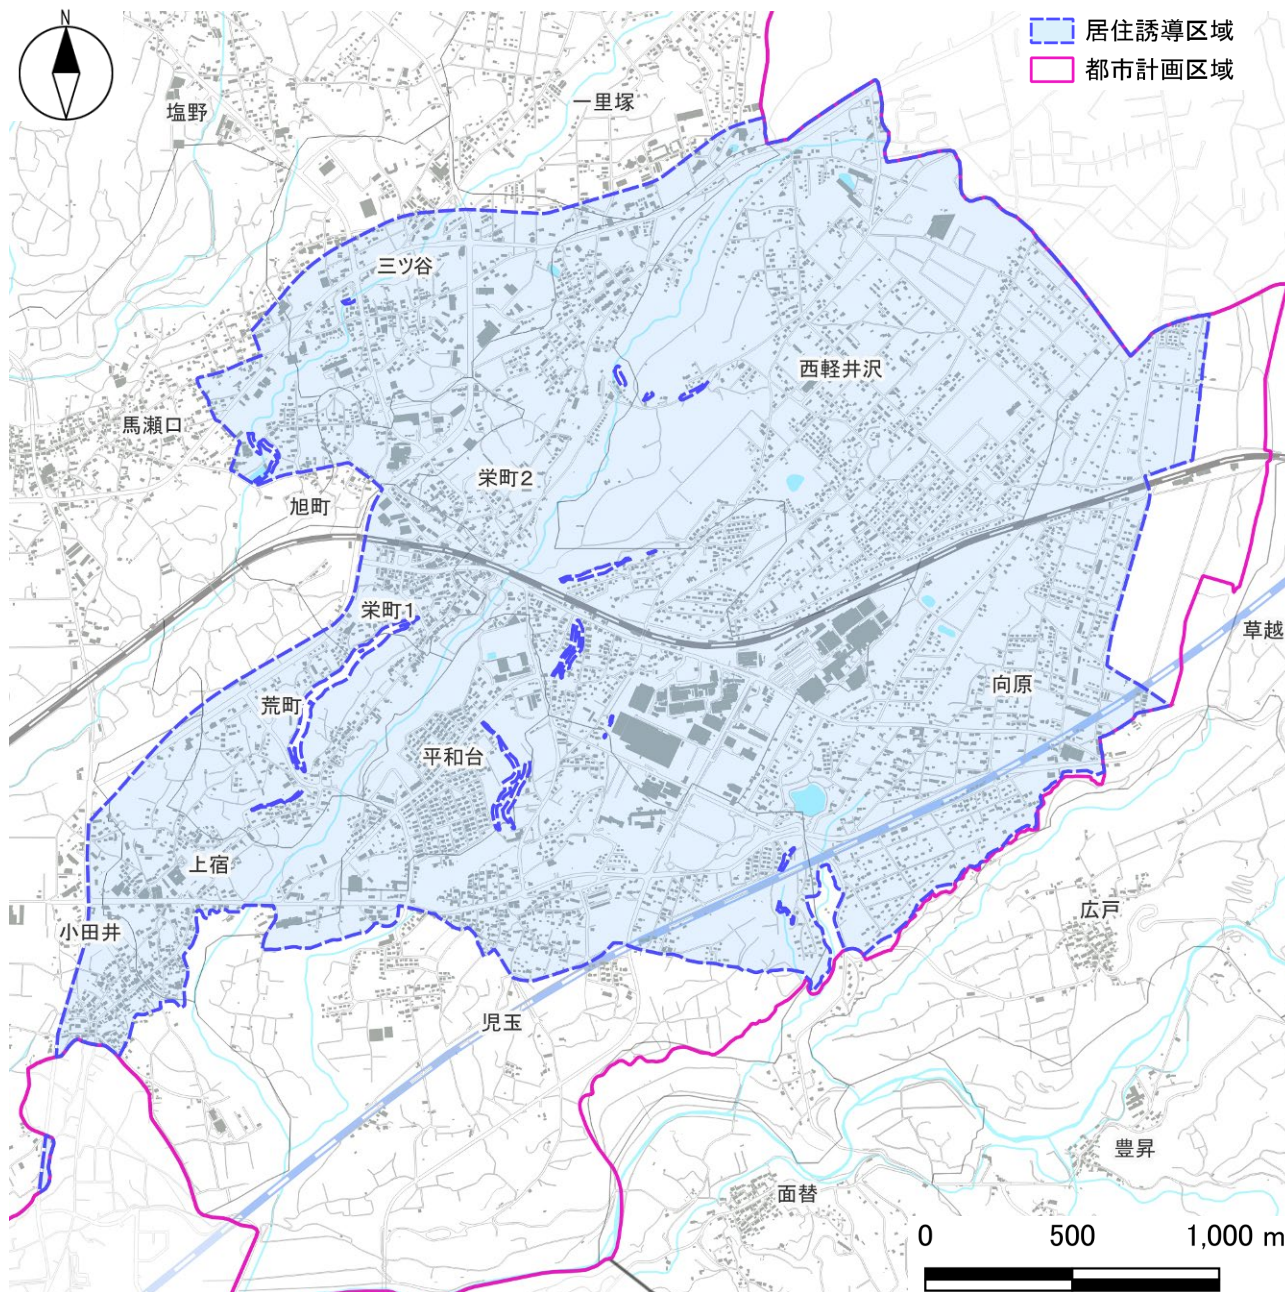 N
居住誘導区域
都市計画区域
一里塚
塩野
三ツ谷
西軽井沢
馬瀬口
栄町2
旭町
栄町1
草越
向原
荒町
平和台
上宿
広戸
小田井
児玉
豊昇
面替
0 500 1,000 m